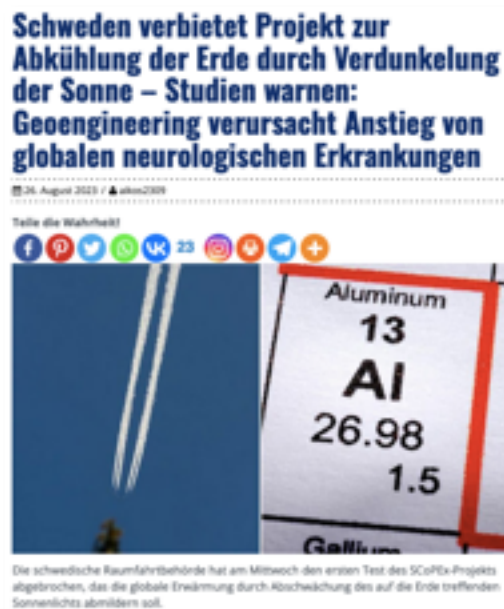 Schweden verbietet Projekt zur
Abkühlung der Erde durch Verdunkelung
der Sonne – Studien warnen:
Geoengineering verursacht Anstieg von
globalen neurologischen Erkrankungen
26. August 2023 / aikos2309
Teile die Wahrheit!
23
Aluminum
13
Al
26.98
1.5
Gallium
Die schwedische Raumfahrtbehörde hat am Mittwoch den ersten Test des SCoPEx-Projekts
abgebrochen, das die globale Erwärmung durch Abschwächung des auf die Erde treffenden
Sonnenlichts abmildern soll.